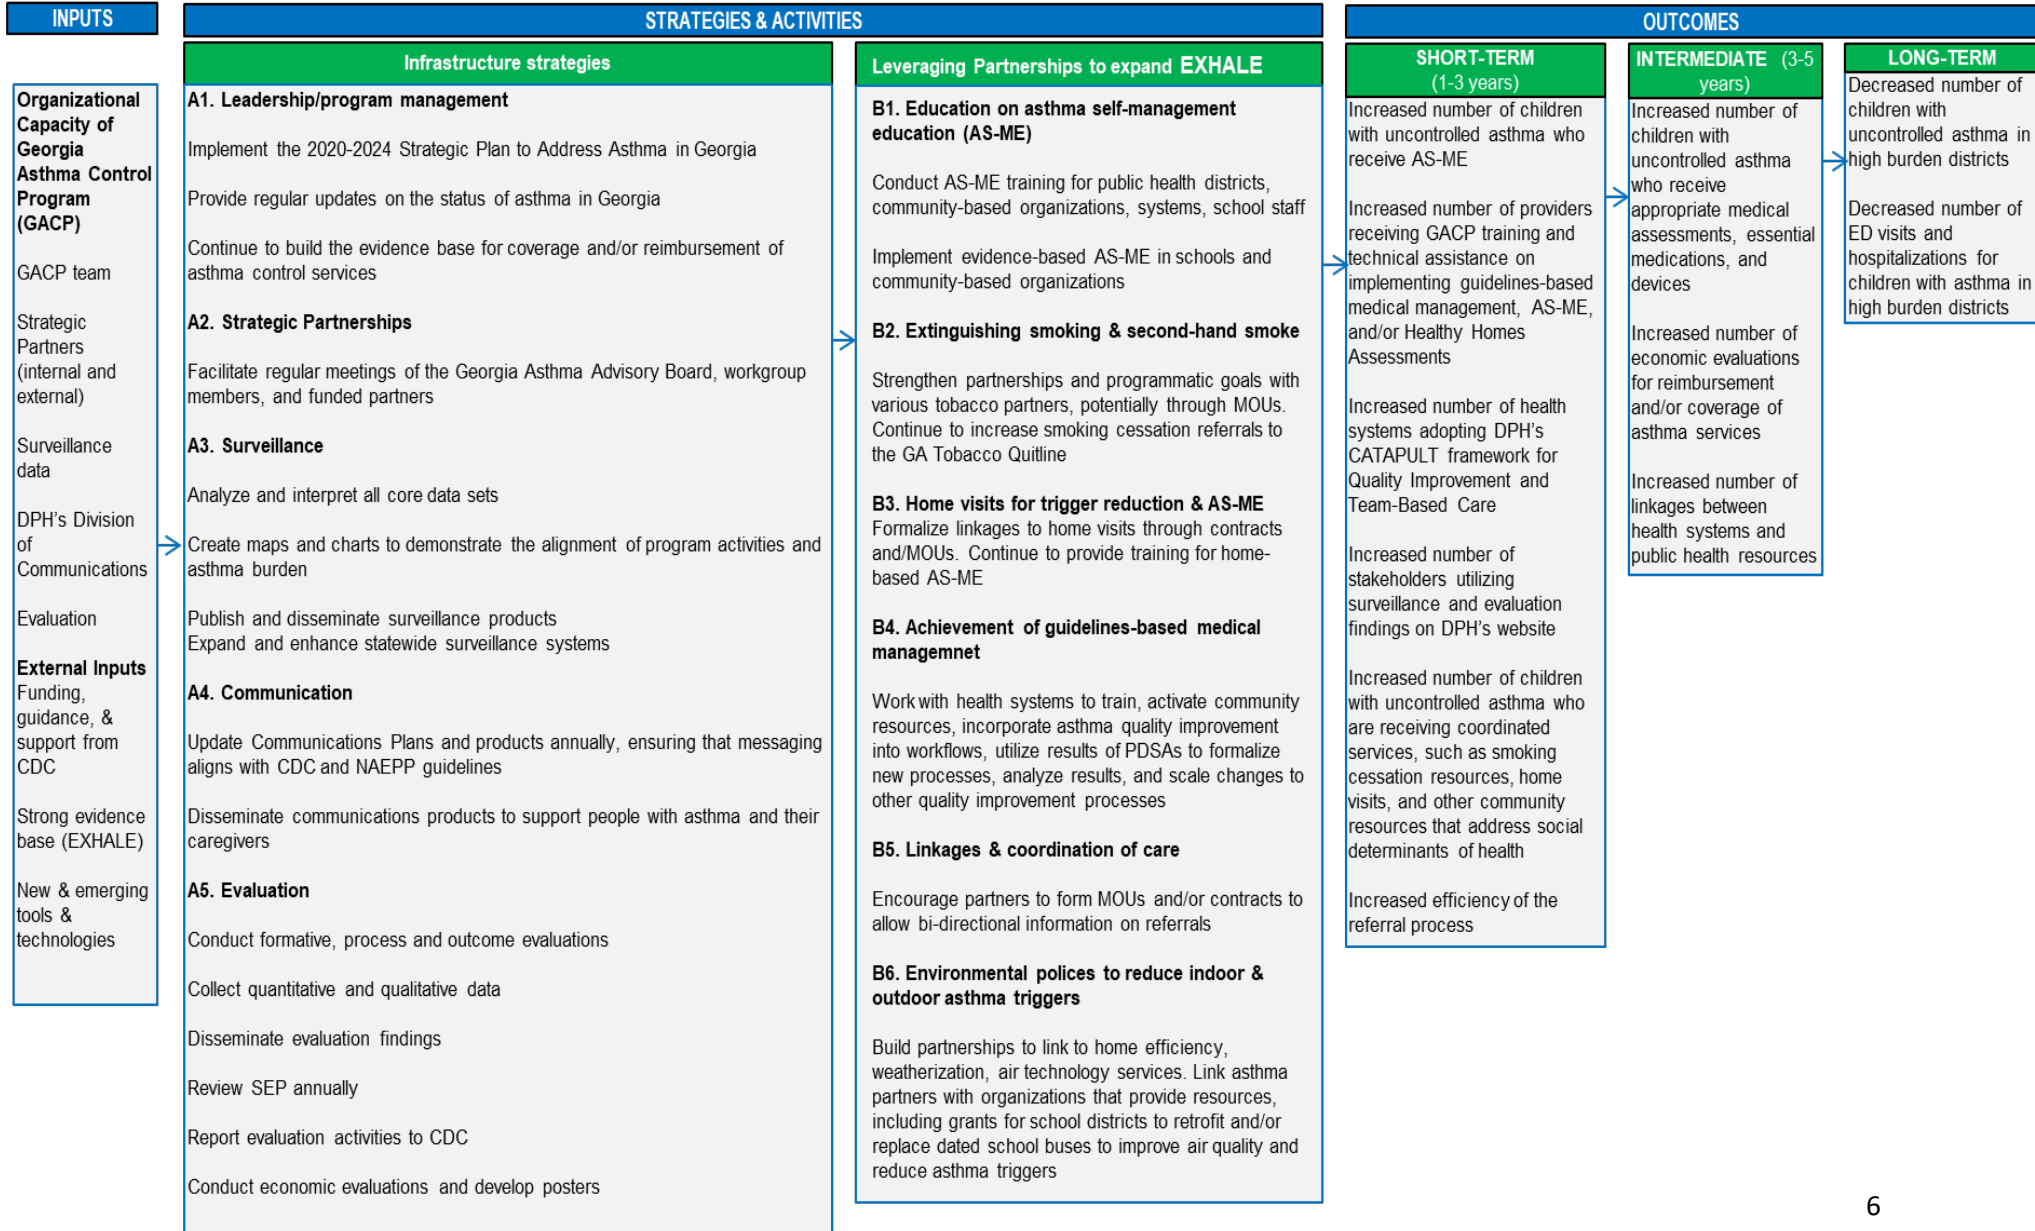 INPUTS
STRATEGIES & ACTIVITIES
OUTCOMES
Infrastructure strategies
Leveraging Partnerships to expand EXHALE
SHORT-TERM
(1-3 years)
INTERMEDIATE (3-5
years)
LONG-TERM
Organizational
Capacity of
Georgia
Asthma Control
Program
(GACP)
GACP team
Strategic
Partners
(internal and
external)
Surveillance
data
DPH's Division
of
Communications
Evaluation
External Inputs
Funding,
guidance, &
support from
CDC
Strong evidence
base (EXHALE)
New & emerging
tools &
technologies
A1. Leadership/program management
Implement the 2020-2024 Strategic Plan to Address Asthma in Georgia
Provide regular updates on the status of asthma in Georgia
Continue to build the evidence base for coverage and/or reimbursement of
asthma control services
A2. Strategic Partnerships
Facilitate regular meetings of the Georgia Asthma Advisory Board, workgroup
members, and funded partners
A3. Surveillance
Analyze and interpret all core data sets
Create maps and charts to demonstrate the alignment of program activities and
asthma burden
Publish and disseminate surveillance products
Expand and enhance statewide surveillance systems
A4. Communication
Update Communications Plans and products annually, ensuring that messaging
aligns with CDC and NAEPP guidelines
Disseminate communications products to support people with asthma and their
caregivers
A5. Evaluation
Conduct formative, process and outcome evaluations
Collect quantitative and qualitative data
Disseminate evaluation findings
Review SEP annually
Report evaluation activities to CDC
Conduct economic evaluations and develop posters
B1. Education on asthma self-management
education (AS-ME)
Conduct AS-ME training for public health districts,
community-based organizations, systems, school staff
Implement evidence-based AS-ME in schools and
community-based organizations
B2. Extinguishing smoking & second-hand smoke
Strengthen partnerships and programmatic goals with
various tobacco partners, potentially through MOUs.
Continue to increase smoking cessation referrals to
the GA Tobacco Quitline
B3. Home visits for trigger reduction & AS-ME
Formalize linkages to home visits through contracts
and/MOUs. Continue to provide training for home-
based AS-ME
B4. Achievement of guidelines-based medical
managemnet
Work with health systems to train, activate community
resources, incorporate asthma quality improvement
into workflows, utilize results of PDSAs to formalize
new processes, analyze results, and scale changes to
other quality improvement processes
B5. Linkages & coordination of care
Encourage partners to form MOUs and/or contracts to
allow bi-directional information on referrals
B6. Environmental polices to reduce indoor &
outdoor asthma triggers
Build partnerships to link to home efficiency,
weatherization, air technology services. Link asthma
partners with organizations that provide resources,
including grants for school districts to retrofit and/or
replace dated school buses to improve air quality and
reduce asthma triggers
Increased number of children
with uncontrolled asthma who
receive AS-ME
Increased number of providers
receiving GACP training and
technical assistance on
implementing guidelines-based
medical management, AS-ME,
and/or Healthy Homes
Assessments
Increased number of health
systems adopting DPH's
CATAPULT framework for
Quality Improvement and
Team-Based Care
Increased number of
stakeholders utilizing
surveillance and evaluation
findings on DPH's website
Increased number of children
with uncontrolled asthma who
are receiving coordinated
services, such as smoking
cessation resources, home
visits, and other community
resources that address social
determinants of health
Increased efficiency of the
referral process
Increased number of
children with
uncontrolled asthma
who receive
appropriate medical
assessments, essential
medications, and
devices
Increased number of
economic evaluations
for reimbursement
and/or coverage of
asthma services
Increased number of
linkages between
health systems and
public health resources
Decreased number of
children with
uncontrolled asthma in
high burden districts
Decreased number of
ED visits and
hospitalizations for
children with asthma in
high burden districts
6